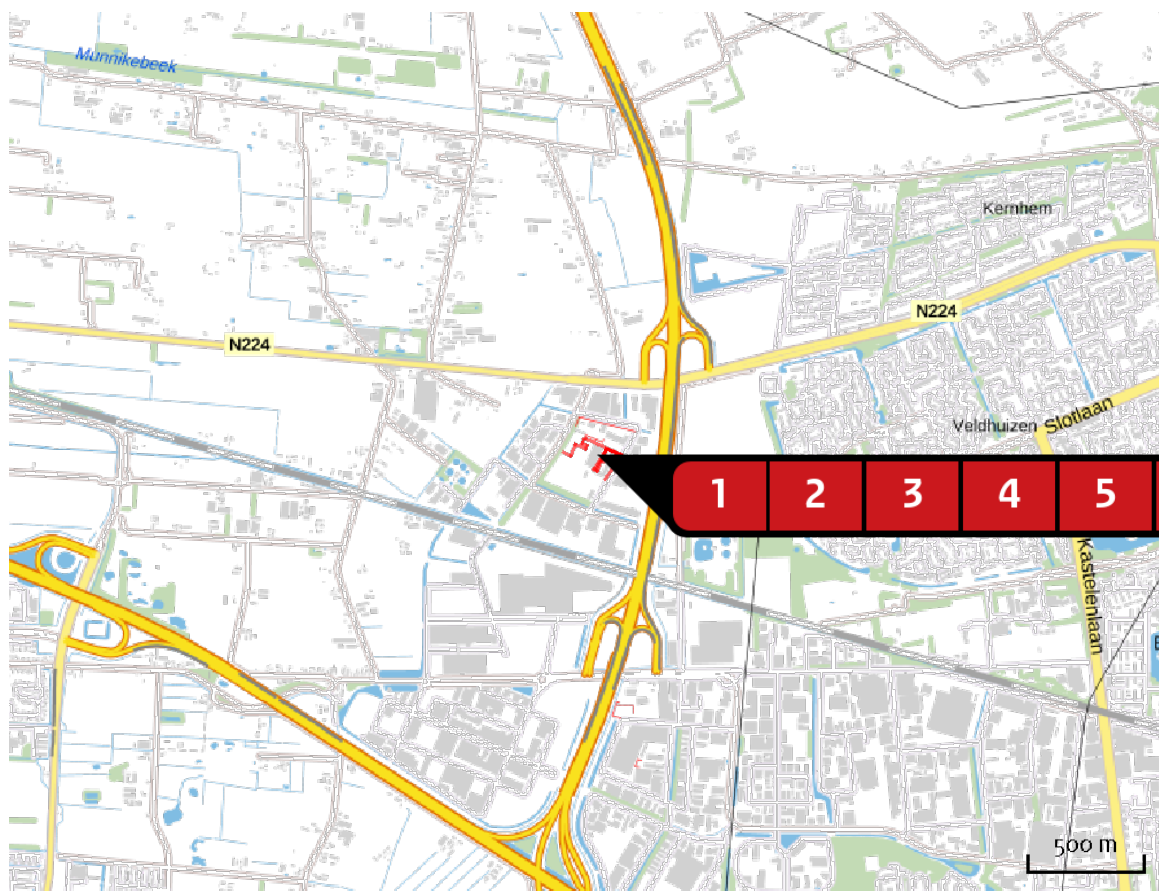 Munnikebeek
Kernhem
N224
N224
Veldhuizen
Slotlaan
1 2 3 4 5
Kastelenlaan
500 m